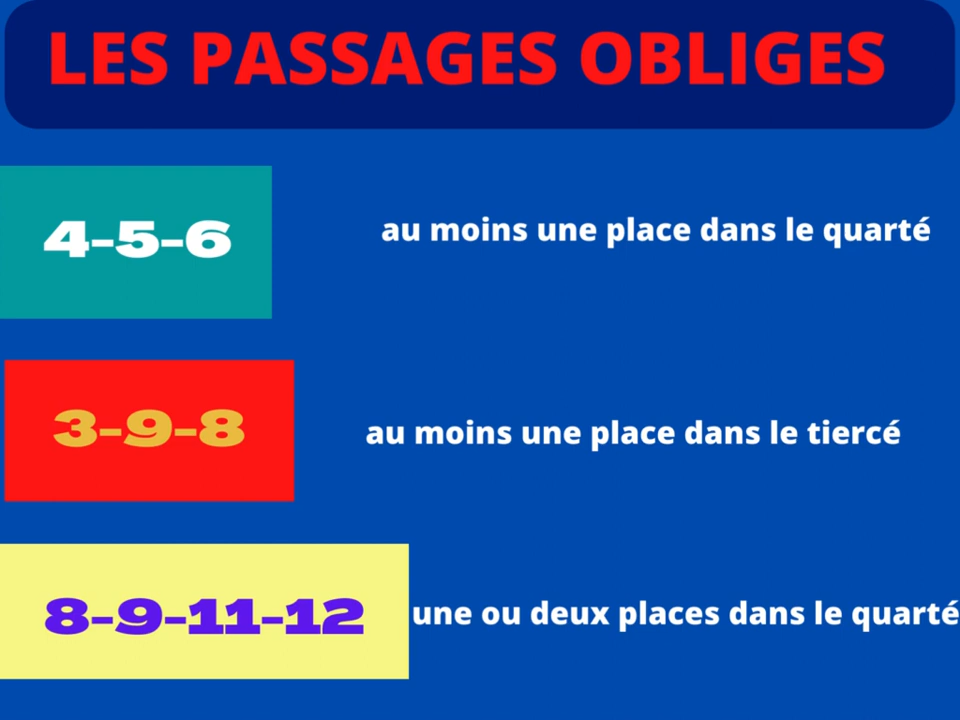 LES PASSAGES OBLIGES
4-5-6
au moins une place dans le quarté
3-9-8
au moins une place dans le tiercé
8-9-11-12
une ou deux places dans le quarté